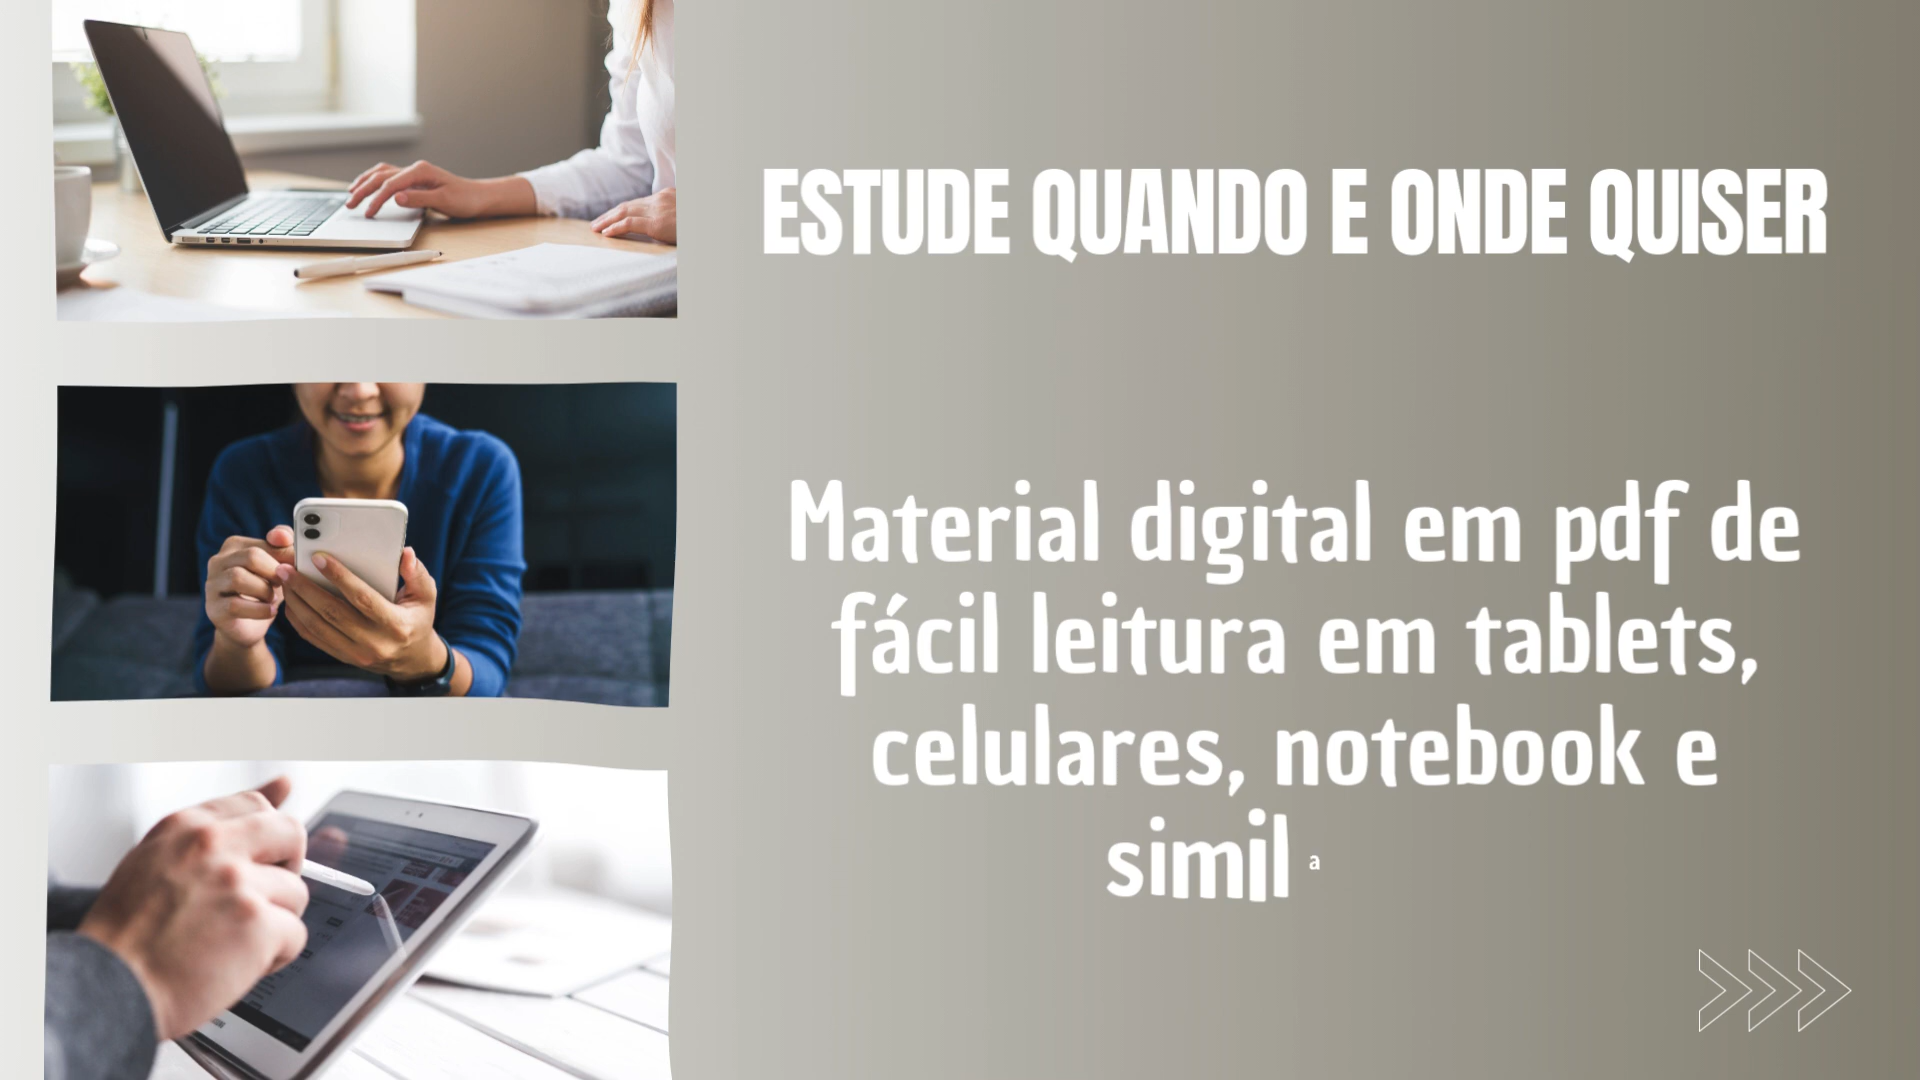 ESTUDE QUANDO E ONDE QUISER
Material digital em pdf de
fácil leitura em tablets,
celulares, notebook e
simil a